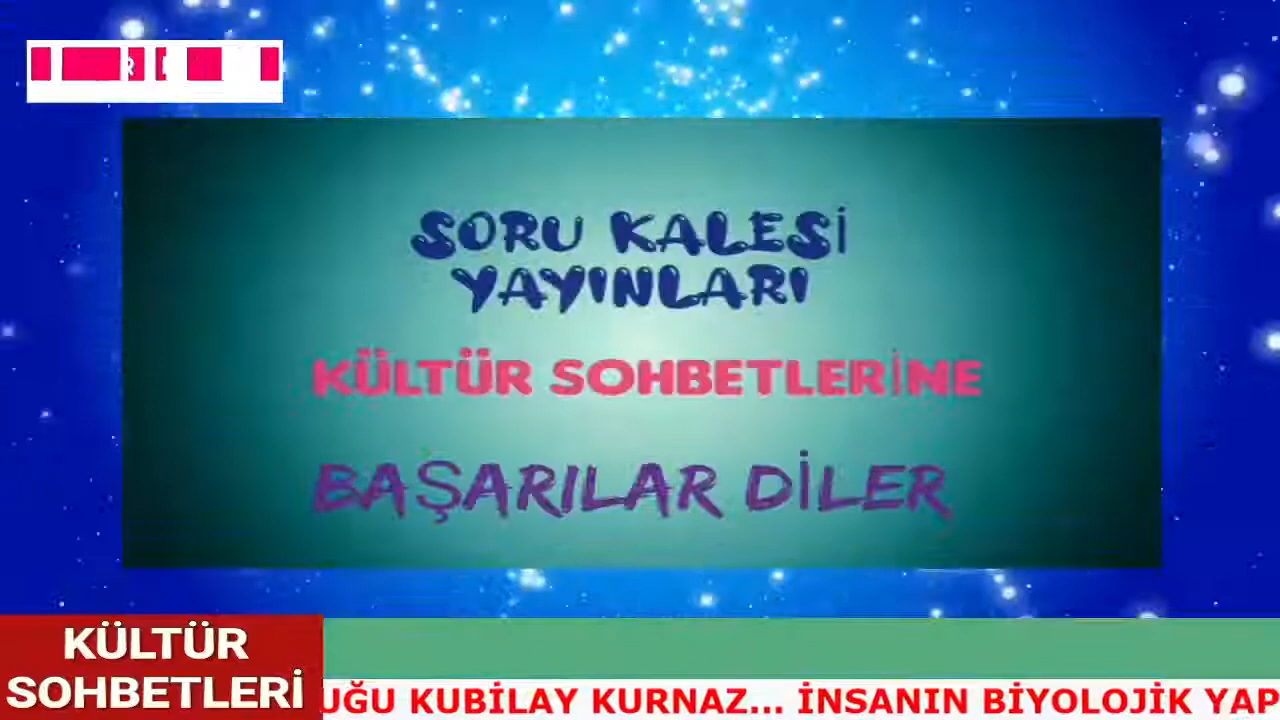 SORU KALESİ
YAYINLARI
KÜLTÜR SOHBETLERİNE
BAŞARILAR DİLER
KÜLTÜR
SOHBETLERİ
UĞU KUBİLAY KURNAZ... İNSANIN BİYOLOJİK YAP